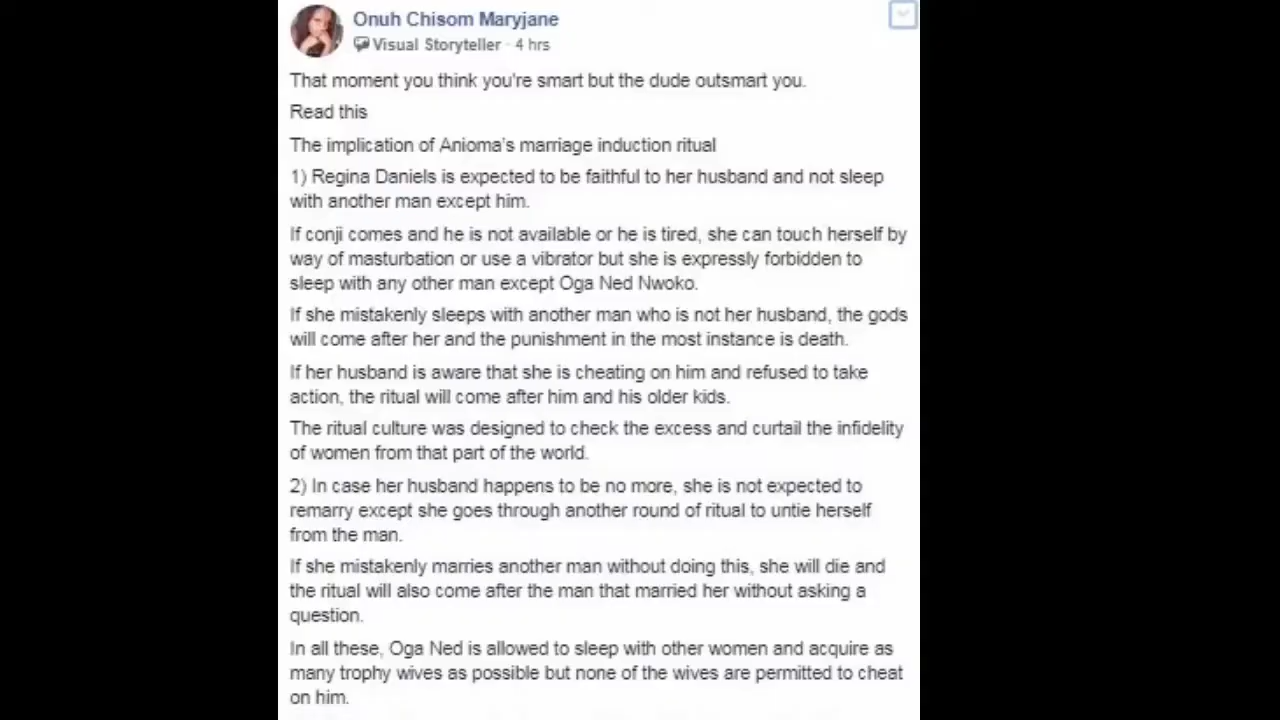 Onuh Chisom Maryjane
Visual Storyteller · 4 hrs
That moment you think you're smart but the dude outsmart you.
Read this
The implication of Anioma's marriage induction ritual
1) Regina Daniels is expected to be faithful to her husband and not sleep
with another man except him.
If conji comes and he is not available or he is tired, she can touch herself by
way of masturbation or use a vibrator but she is expressly forbidden to
sleep with any other man except Oga Ned Nwoko.
If she mistakenly sleeps with another man who is not her husband, the gods
will come after her and the punishment in the most instance is death.
If her husband is aware that she is cheating on him and refused to take
action, the ritual will come after him and his older kids.
The ritual culture was designed to check the excess and curtail the infidelity
of women from that part of the world.
2) In case her husband happens to be no more, she is not expected to
remarry except she goes through another round of ritual to untie herself
from the man.
If she mistakenly marries another man without doing this, she will die and
the ritual will also come after the man that married her without asking a
question.
In all these, Oga Ned is allowed to sleep with other women and acquire as
many trophy wives as possible but none of the wives are permitted to cheat
on him.